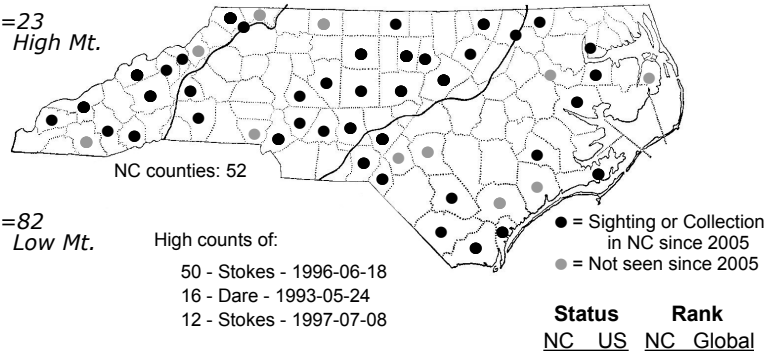 =23
High Mt.
NC counties: 52
=82
Low Mt.
High counts of:
50 - Stokes - 1996-06-18
16 - Dare - 1993-05-24
12 - Stokes - 1997-07-08
= Sighting or Collection
in NC since 2005
= Not seen since 2005
Status Rank
NC US NC Global